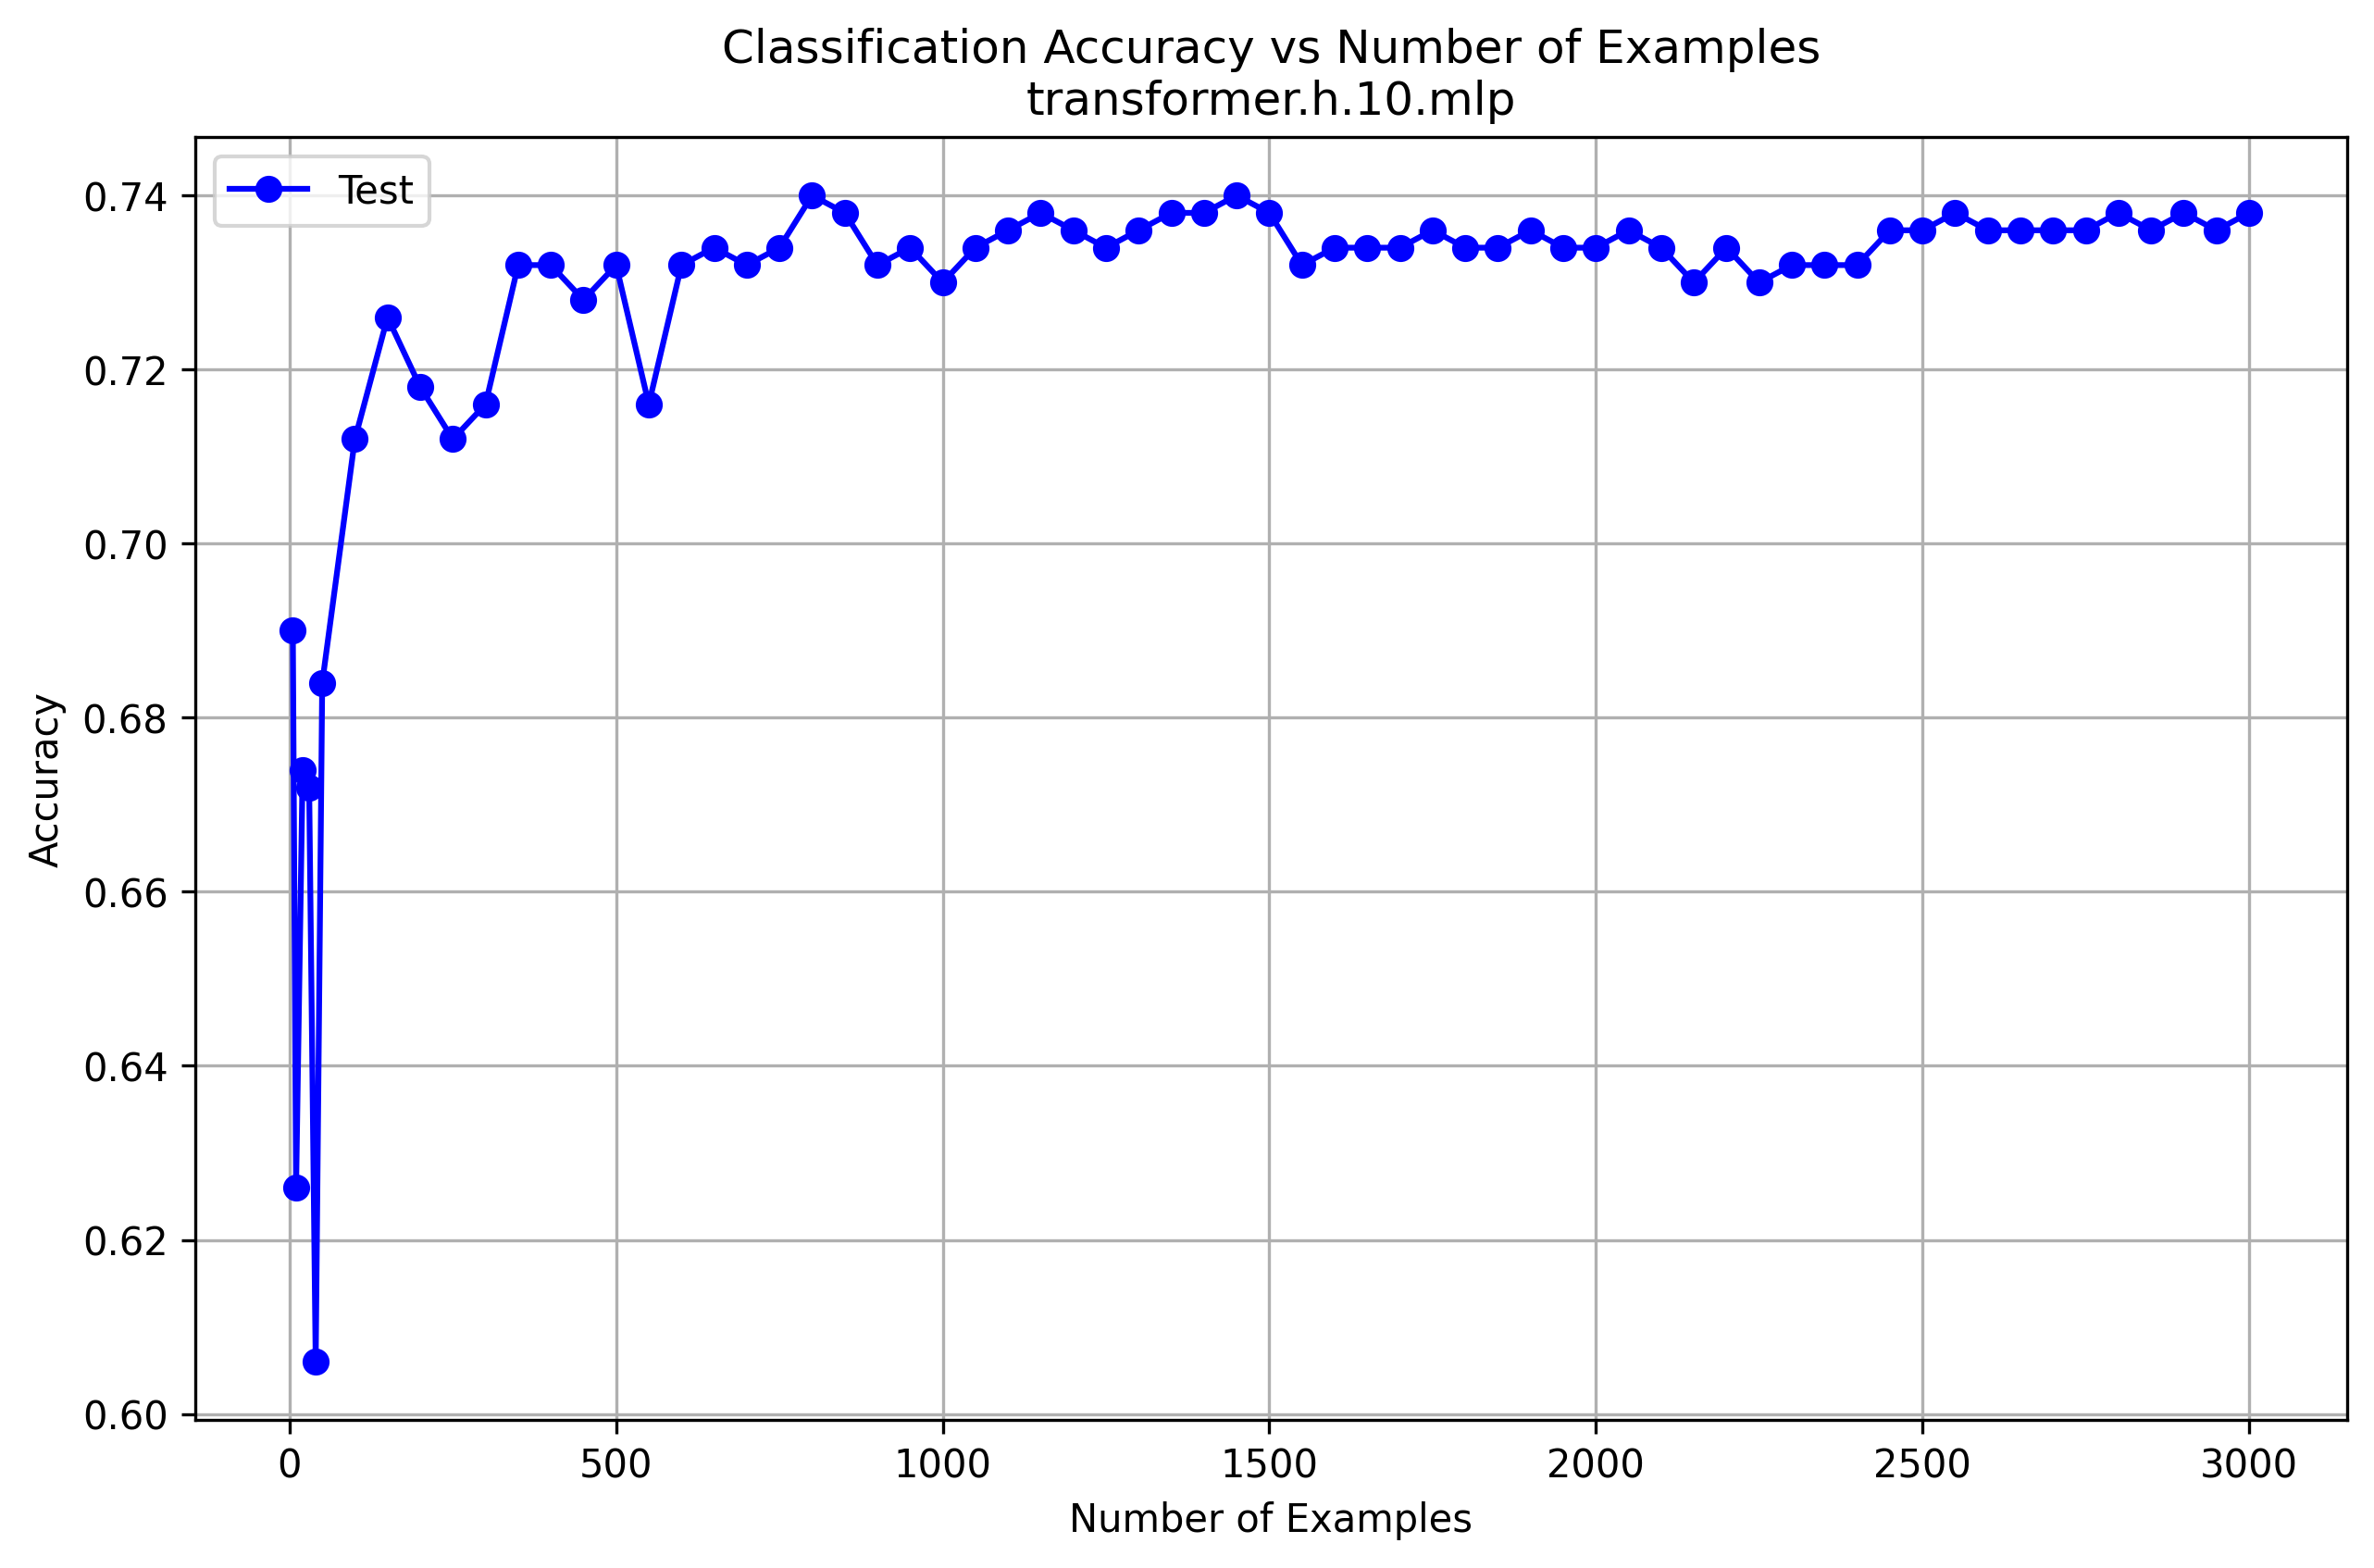 Classification Accuracy vs Number of Examples
transformer.h.10.mlp
Test
0.74
0.72
0.70
0.68
0.66
0.64
0.62
0.60
Accuracy
0 500 1000 1500 2000 2500 3000
Number of Examples